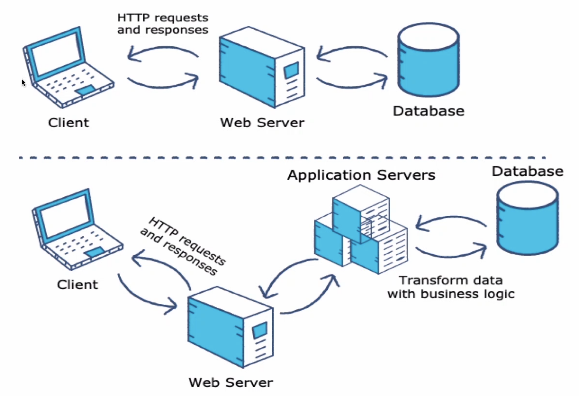 HTTP requests
and responses
Client
Web Server
Database
Application Servers
Database
HTTP requests
and responses
Client
Transform data
with business logic
Web Server